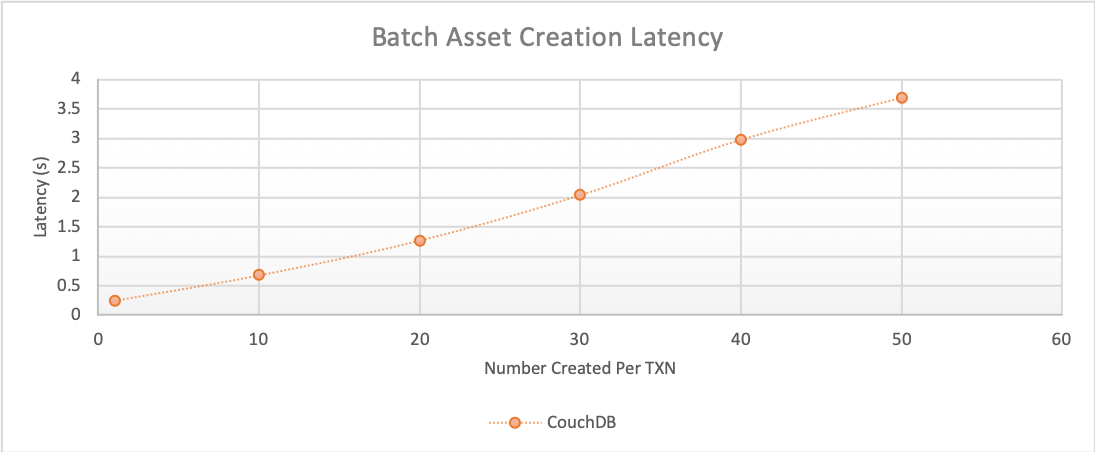 Batch Asset Creation Latency
4
3.5
3
2.5
2
1.5
1
0.5
0
Latency (s)
0 10 20 30 40 50 60
Number Created Per TXN
CouchDB